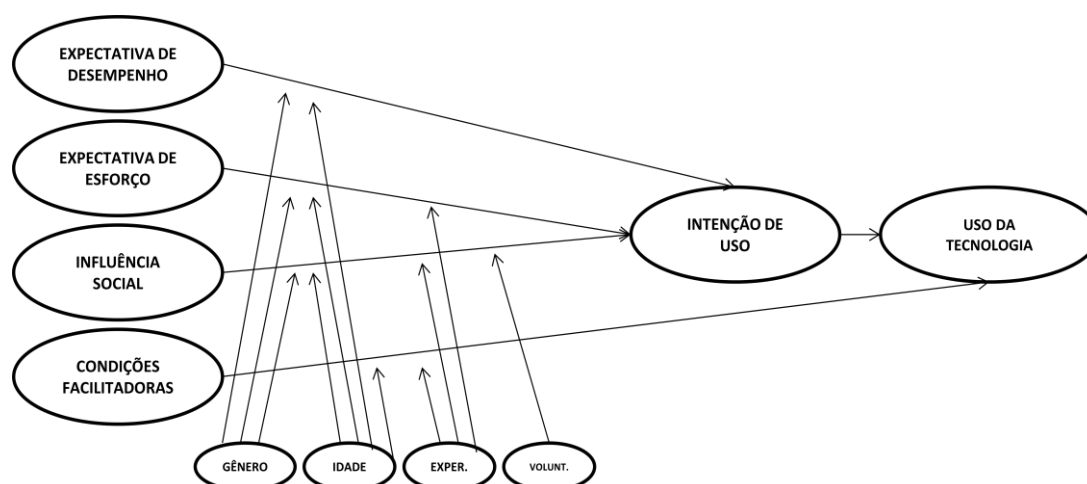 EXPECTATIVA DE
DESEMPENHO
EXPECTATIVA DE
ESFORÇO
INTENÇÃO DE
USO
USO DA
TECNOLOGIA
INFLUÊNCIA
SOCIAL
CONDIÇÕES
FACILITADORAS
GÊNERO
IDADE
EXPER.
VOLUNT.